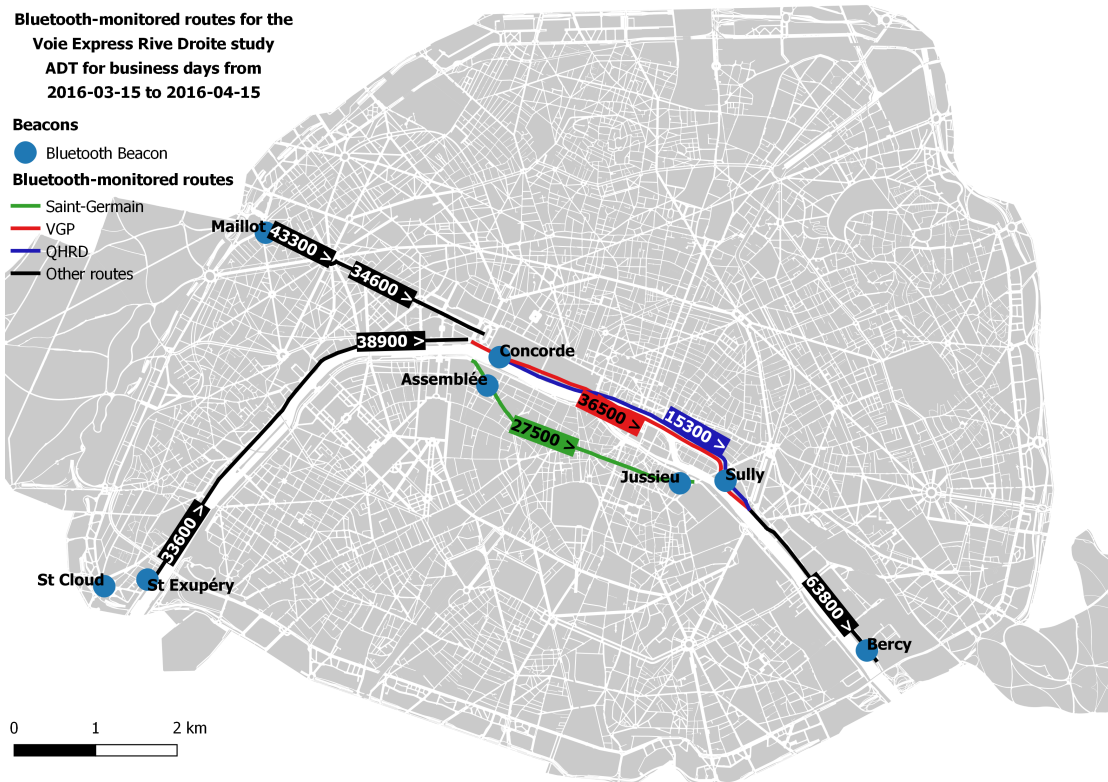 Bluetooth-monitored routes for the
Voie Express Rive Droite study
ADT for business days from
2016-03-15 to 2016-04-15
Beacons
Bluetooth Beacon
Bluetooth-monitored routes
Saint-Germain
VGP
QHRD
Other routes
Maillot
43300 >
34600 >
38900 >
Concorde
Assemblée
36500 >
15300 >
27500 >
Jussieu
Sully
33600 >
St Cloud
St Exupéry
63800 >
Bercy
0 1 2 km